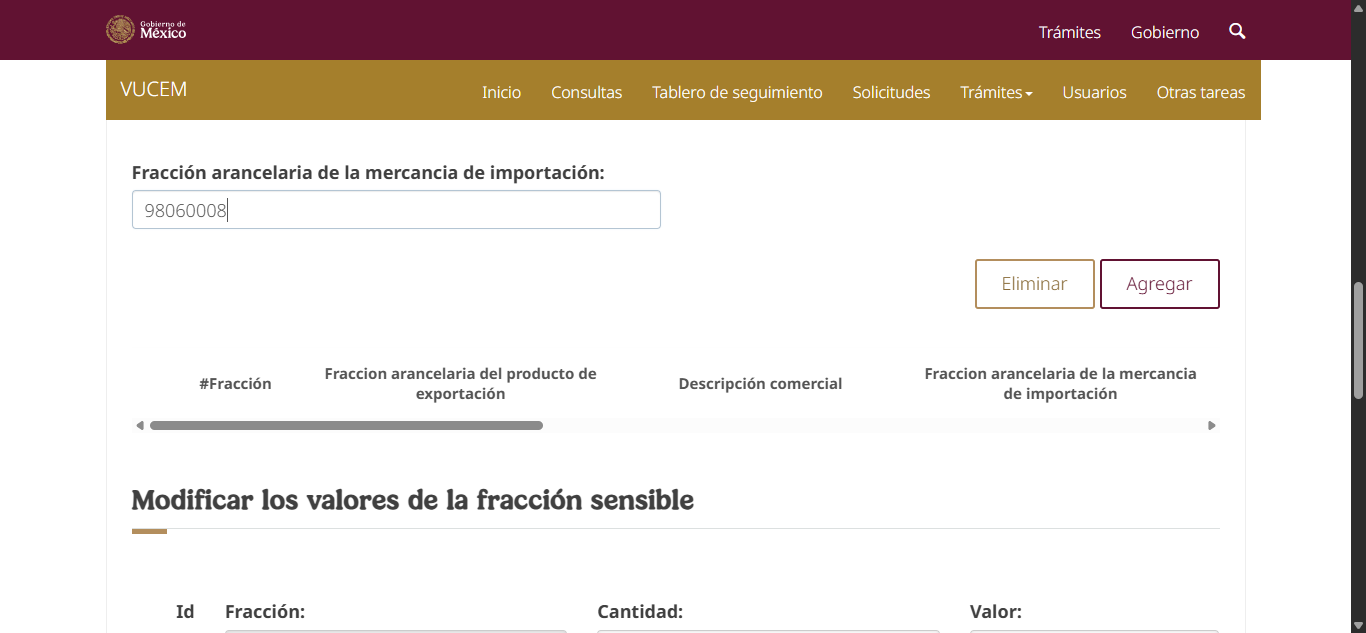 Gobierno de
México
Trámites
Gobierno
VUCEM
Inicio
Consultas
Tablero de seguimiento
Solicitudes
Trámites
Usuarios
Otras tareas
Fracción arancelaria de la mercancia de importación:
98060008
Eliminar
Agregar
#Fracción
Fraccion arancelaria del producto de
exportación
Descripción comercial
Fraccion arancelaria de la mercancia
de importación
Modificar los valores de la fracción sensible
Id
Fracción:
Cantidad:
Valor: